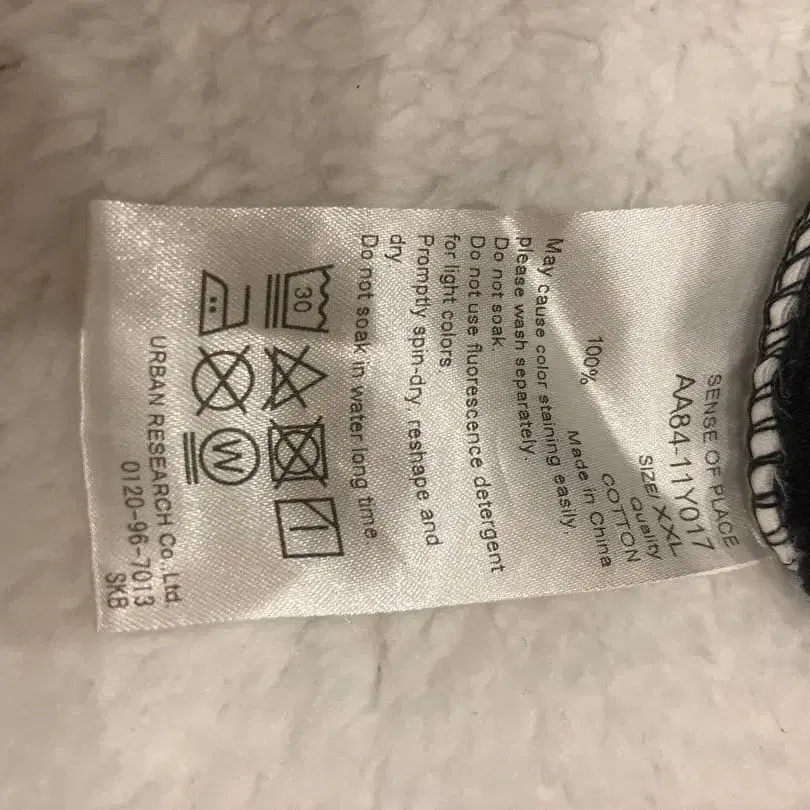 SENSE OF PLACE
AA84-11Y017
SIZE/XXL
Quality
COTTON
100%
Made in China
May cause color staining easily,
please wash separately.
Do not soak.
Do not use fluorescence detergent
for light colors
Promptly spin-dry, reshape and
dry
Do not soak in water long time.
30
W
URBAN RESEARCH Co.,Ltd.
0120-96-7013
SKB